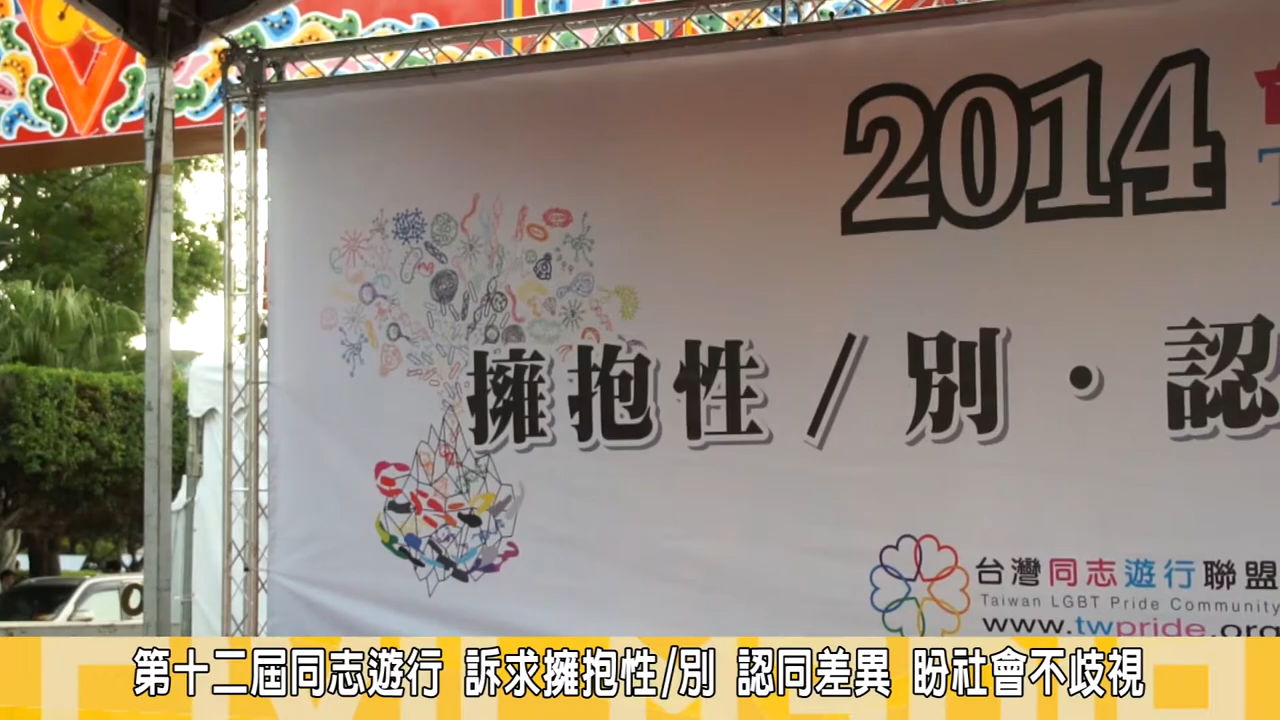 2014
擁抱性/別·認
台灣同志遊行聯盟
Taiwan LGBT Pride Community
www.twpride.org
第十二屆同志遊行 訴求擁抱性/別 認同差異 盼社會不歧視